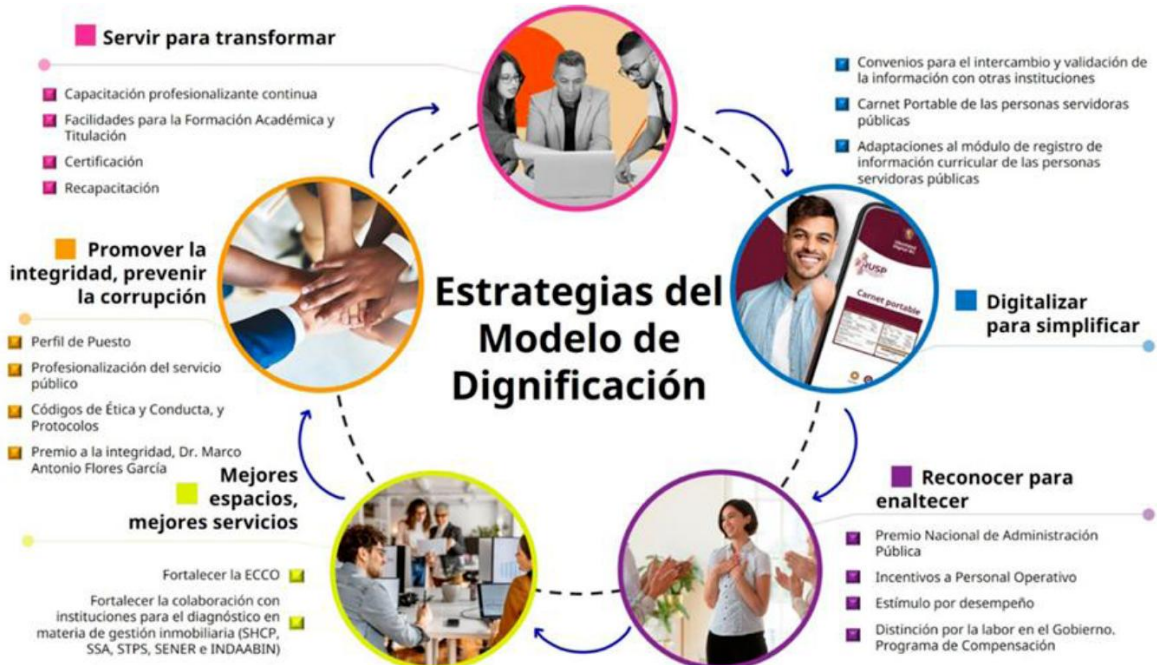 Servir para transformar
Capacitación profesionalizante continua
Facilidades para la Formación Académica y
Titulación
Certificación
Recapacitación
Convenios para el intercambio y validación de
la información con otras instituciones
Carnet Portable de las personas servidoras
públicas
Adaptaciones al módulo de registro de
información curricular de las personas
servidoras públicas
Estrategias del
Modelo de
Dignificación
Promover la
integridad, prevenir
la corrupción
Perfil de Puesto
Profesionalización del servicio
público
Códigos de Ética y Conducta, y
Protocolos
Premio a la integridad, Dr. Marco
Antonio Flores García
RUSP
Carnet portable
Digitalizar
para simplificar
Mejores
espacios,
mejores servicios
Fortalecer la ECCO
Fortalecer la colaboración con
instituciones para el diagnóstico en
materia de gestión inmobiliaria (SHCP,
SSA, STPS, SENER e INDAABIN)
Reconocer para
enaltecer
Premio Nacional de Administración
Pública
Incentivos a Personal Operativo
Estímulo por desempeño
Distinción por la labor en el Gobierno.
Programa de Compensación